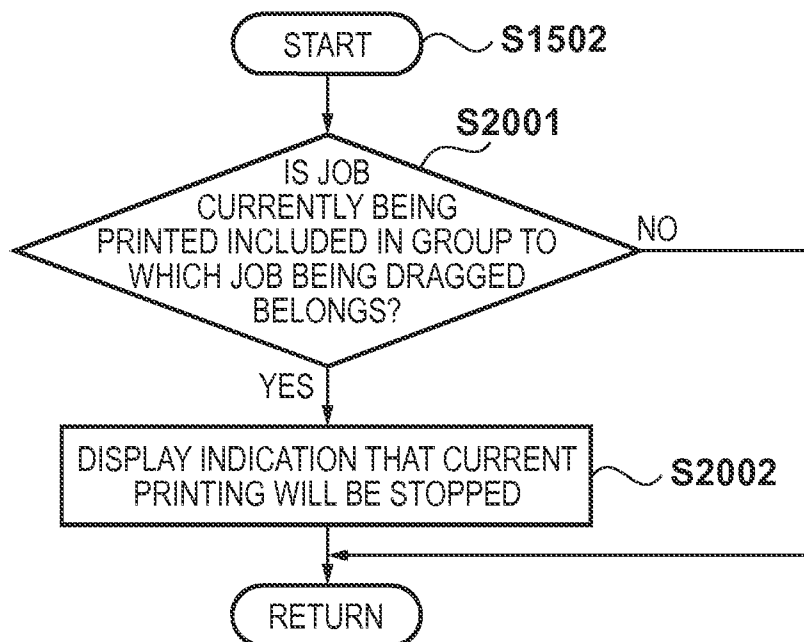 START
S1502
S2001
IS JOB
CURRENTLY BEING
PRINTED INCLUDED IN GROUP TO
WHICH JOB BEING DRAGGED
BELONGS?
NO
YES
DISPLAY INDICATION THAT CURRENT
PRINTING WILL BE STOPPED
S2002
RETURN